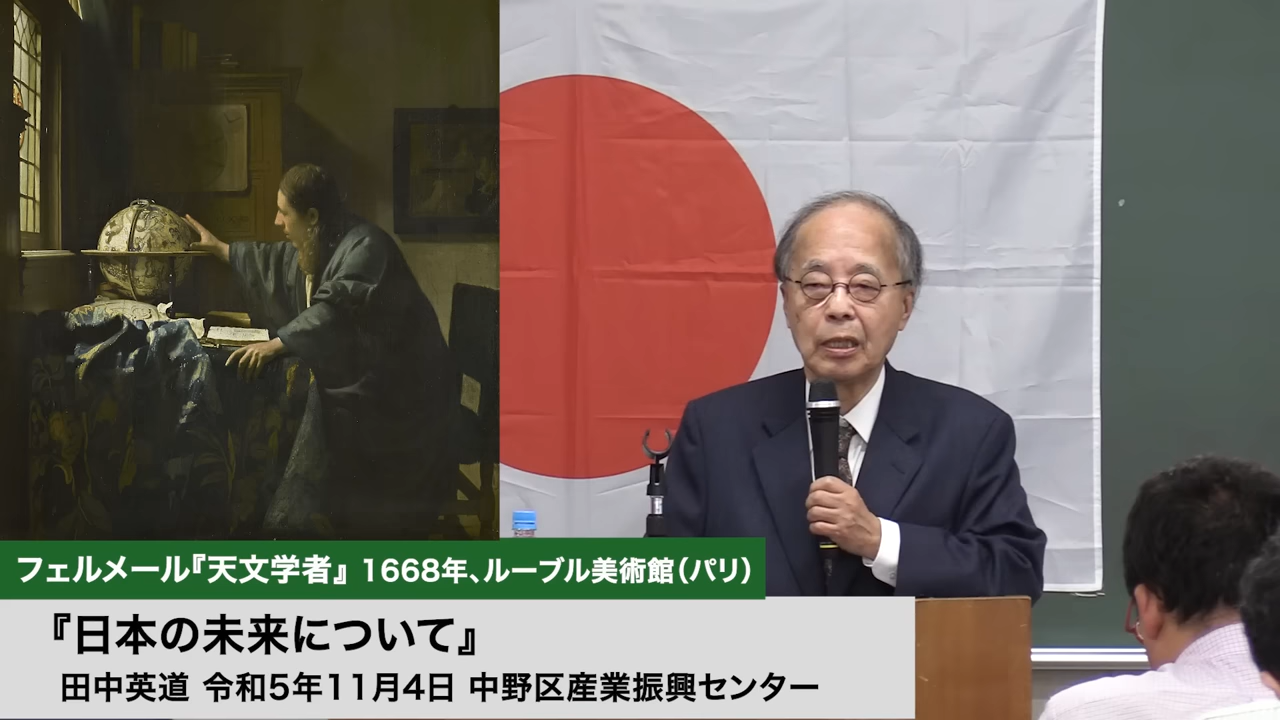 フェルメール『天文学者』 1668年、ルーブル美術館（パリ）
『日本の未来について』
田中英道 令和5年11月4日 中野区産業振興センター